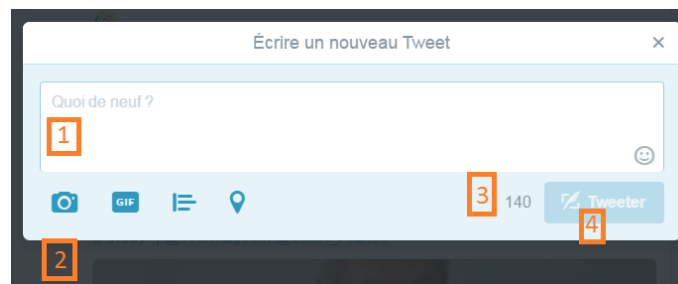 Écrire un nouveau Tweet ×
Quoi de neuf ?
1
GIF
3 140 Tweeter
4
2